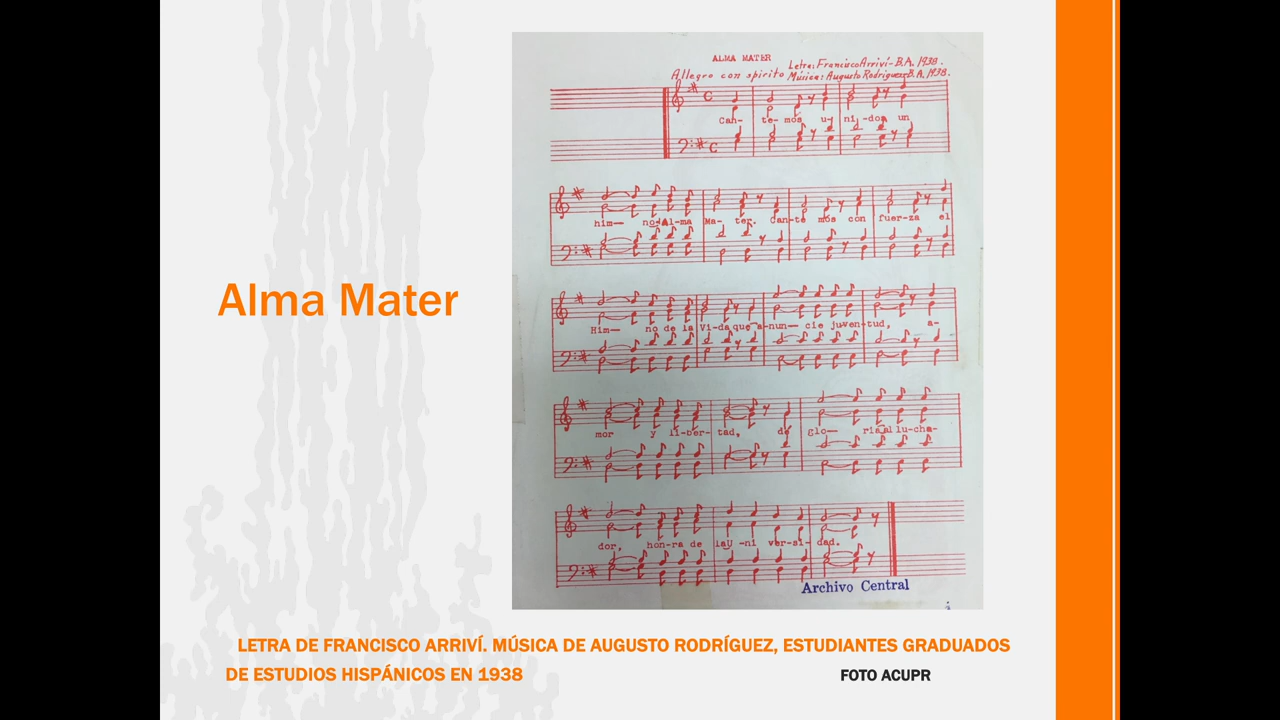 Alma Mater
ALMA MATER
Letra: Francisco Arriví - B.A. 1938.
Allegro con spirito Música: Augusto Rodríguez - B.A. 1938.
Can- te- mos u- ni -dos un
him— no Al-ma Ma- ter. Can-te mos con fuer-za el
Him— no de la Vi-da que a-nun— cie juven-tud, a-
mor y li-ber- tad, de Glo— ria al lu-cha-
dor, hon-ra de la U -ni ver-si- dad.
Archivo Central
LETRA DE FRANCISCO ARRIVÍ. MÚSICA DE AUGUSTO RODRÍGUEZ, ESTUDIANTES GRADUADOS
DE ESTUDIOS HISPÁNICOS EN 1938 FOTO ACUPR